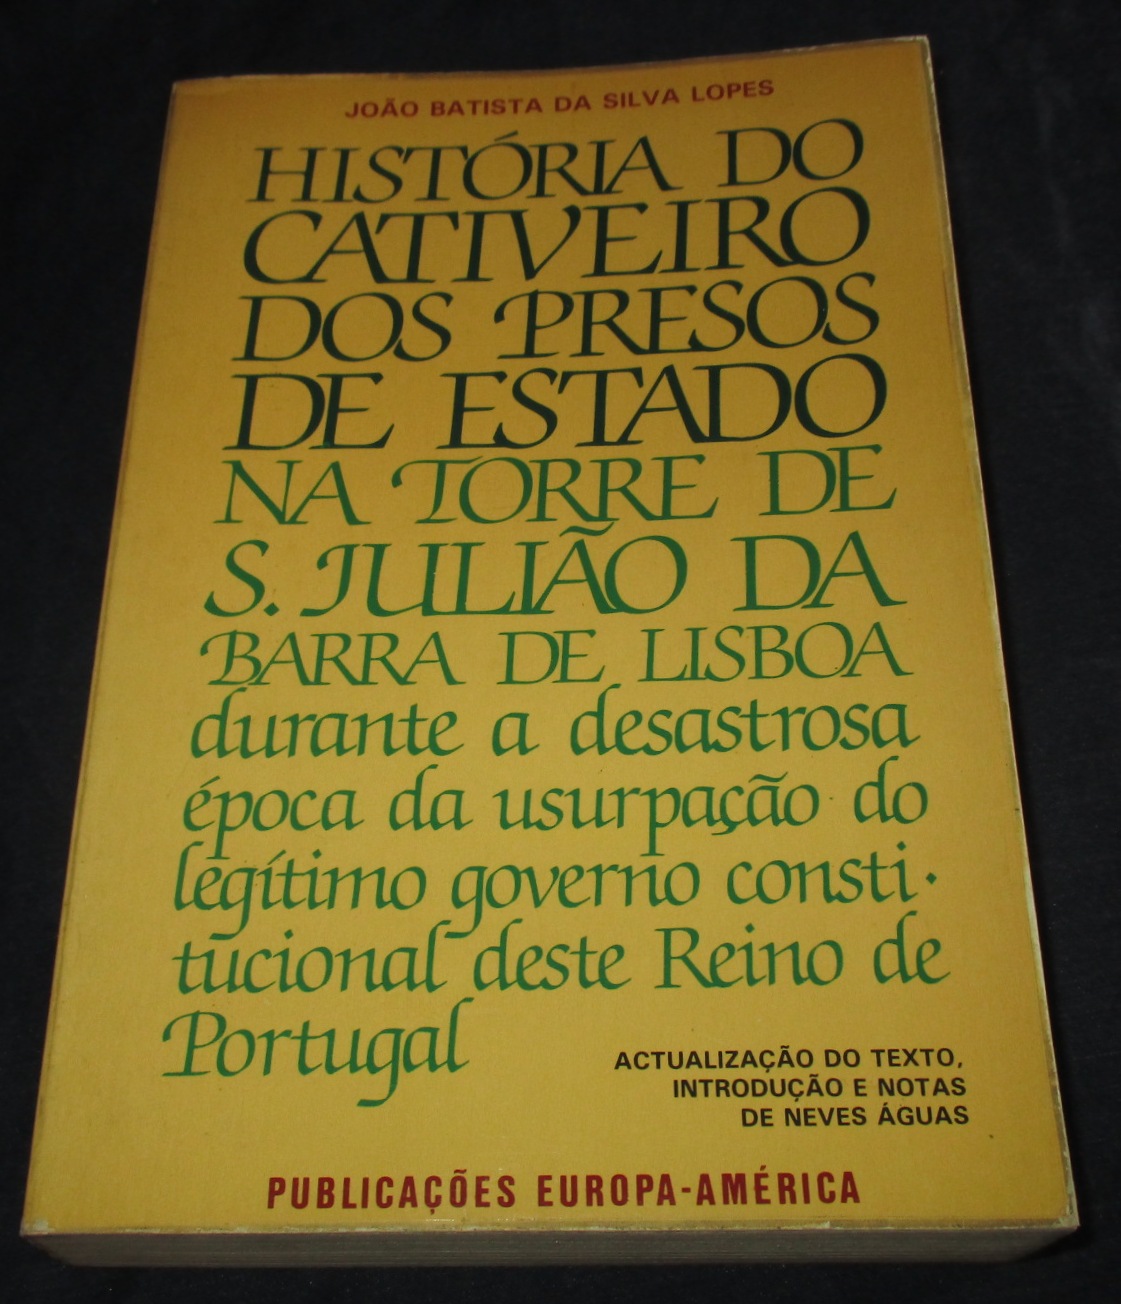 JOÃO BATISTA DA SILVA LOPES
HISTÓRIA DO
CATIVEIRO
DOS PRESOS
DE ESTADO
NA TORRE DE
S. JULIÃO DA
BARRA DE LISBOA
durante a desastrosa
época da usurpação do
legítimo governo consti-
tucional deste Reino de
Portugal
ACTUALIZAÇÃO DO TEXTO,
INTRODUÇÃO E NOTAS
DE NEVES ÁGUAS
PUBLICAÇÕES EUROPA-AMÉRICA